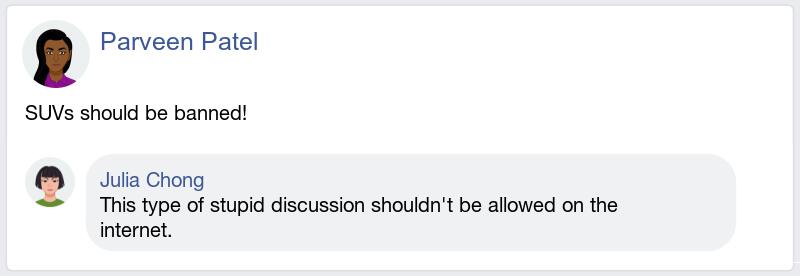 Parveen Patel
SUVs should be banned!
Julia Chong
This type of stupid discussion shouldn't be allowed on the
internet.